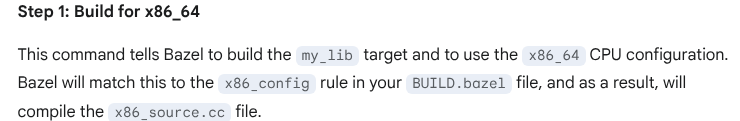 Step 1: Build for x86_64
This command tells Bazel to build the my_lib target and to use the x86_64 CPU configuration.
Bazel will match this to the x86_config rule in your BUILD.bazel file, and as a result, will
compile the x86_source.cc file.